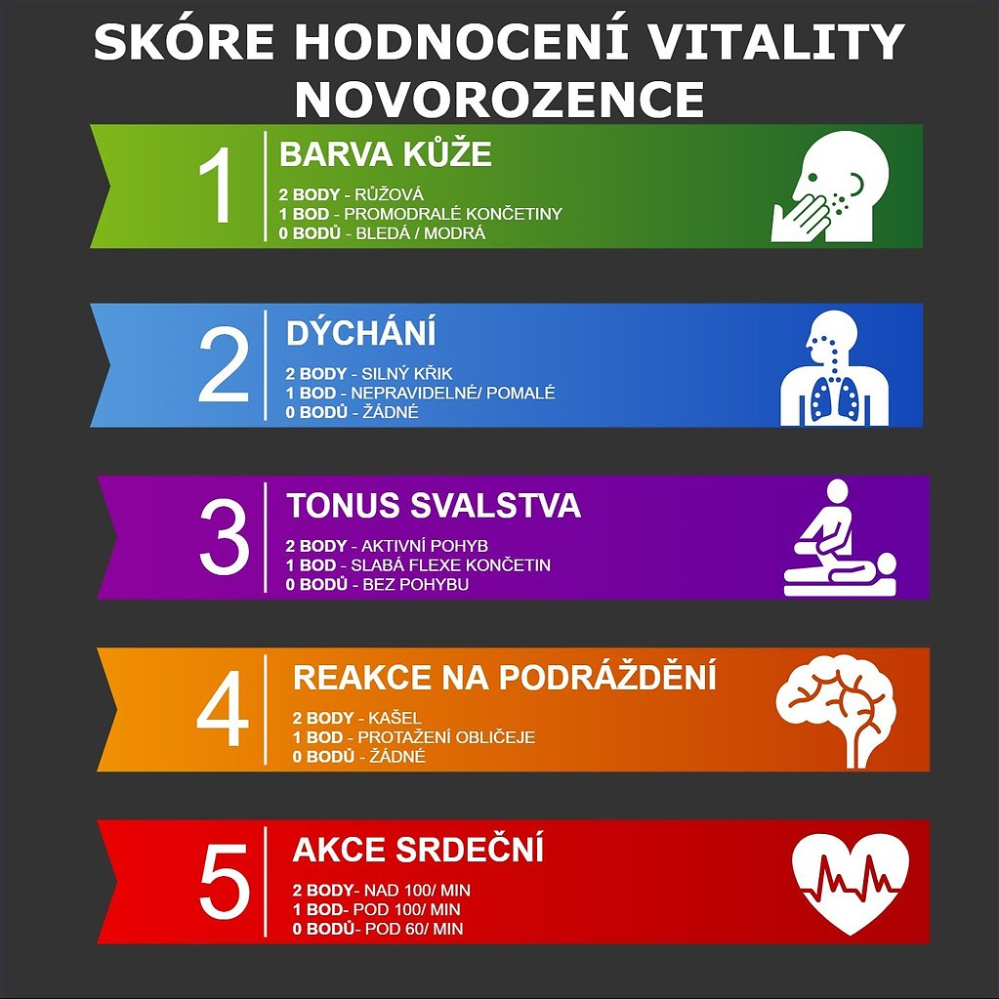 SKÓRE HODNOCENÍ VITALITY
NOVOROZENCE
1
BARVA KŮŽE
2 BODY - RŮŽOVÁ
1 BOD - PROMODRALÉ KONČETINY
0 BODŮ - BLEDÁ / MODRÁ
2
DÝCHÁNÍ
2 BODY - SILNÝ KŘIK
1 BOD - NEPRAVIDELNÉ/ POMALÉ
0 BODŮ - ŽÁDNÉ
3
TONUS SVALSTVA
2 BODY - AKTIVNÍ POHYB
1 BOD - SLABÁ FLEXE KONČETIN
0 BODŮ - BEZ POHYBU
4
REAKCE NA PODRÁŽDĚNÍ
2 BODY - KAŠEL
1 BOD - PROTAŽENÍ OBLIČEJE
0 BODŮ - ŽÁDNÉ
5
AKCE SRDEČNÍ
2 BODY- NAD 100/ MIN
1 BOD- POD 100/ MIN
0 BODŮ- POD 60/ MIN